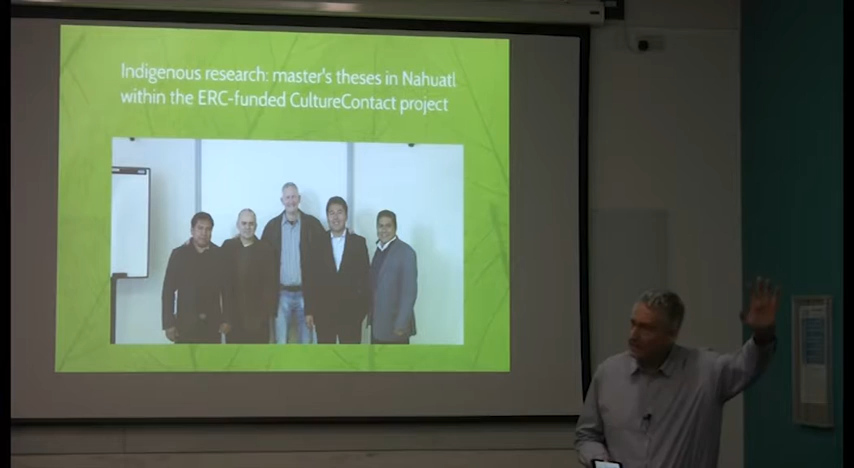 Indigenous research: master's theses in Nahuatl
within the ERC-funded CultureContact project